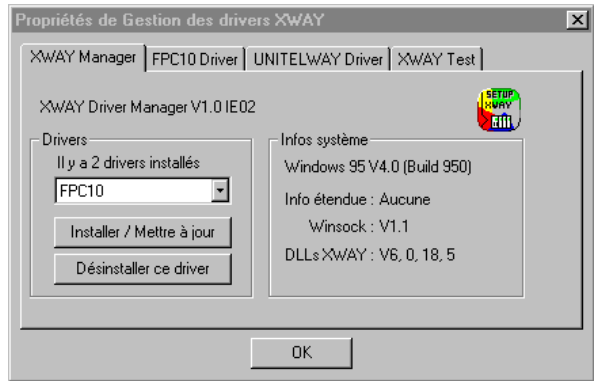 Propriétés de Gestion des drivers XWAY
XWAY Manager
FPC10 Driver
UNITELWAY Driver
XWAY Test
XWAY Driver Manager V1.0 IE02
SETUP
XWAY
Drivers
Il y a 2 drivers installés
FPC10
Installer / Mettre à jour
Désinstaller ce driver
Infos système
Windows 95 V4.0 (Build 950)
Info étendue : Aucune
Winsock : V1.1
DLLs XWAY : V6, 0, 18, 5
OK